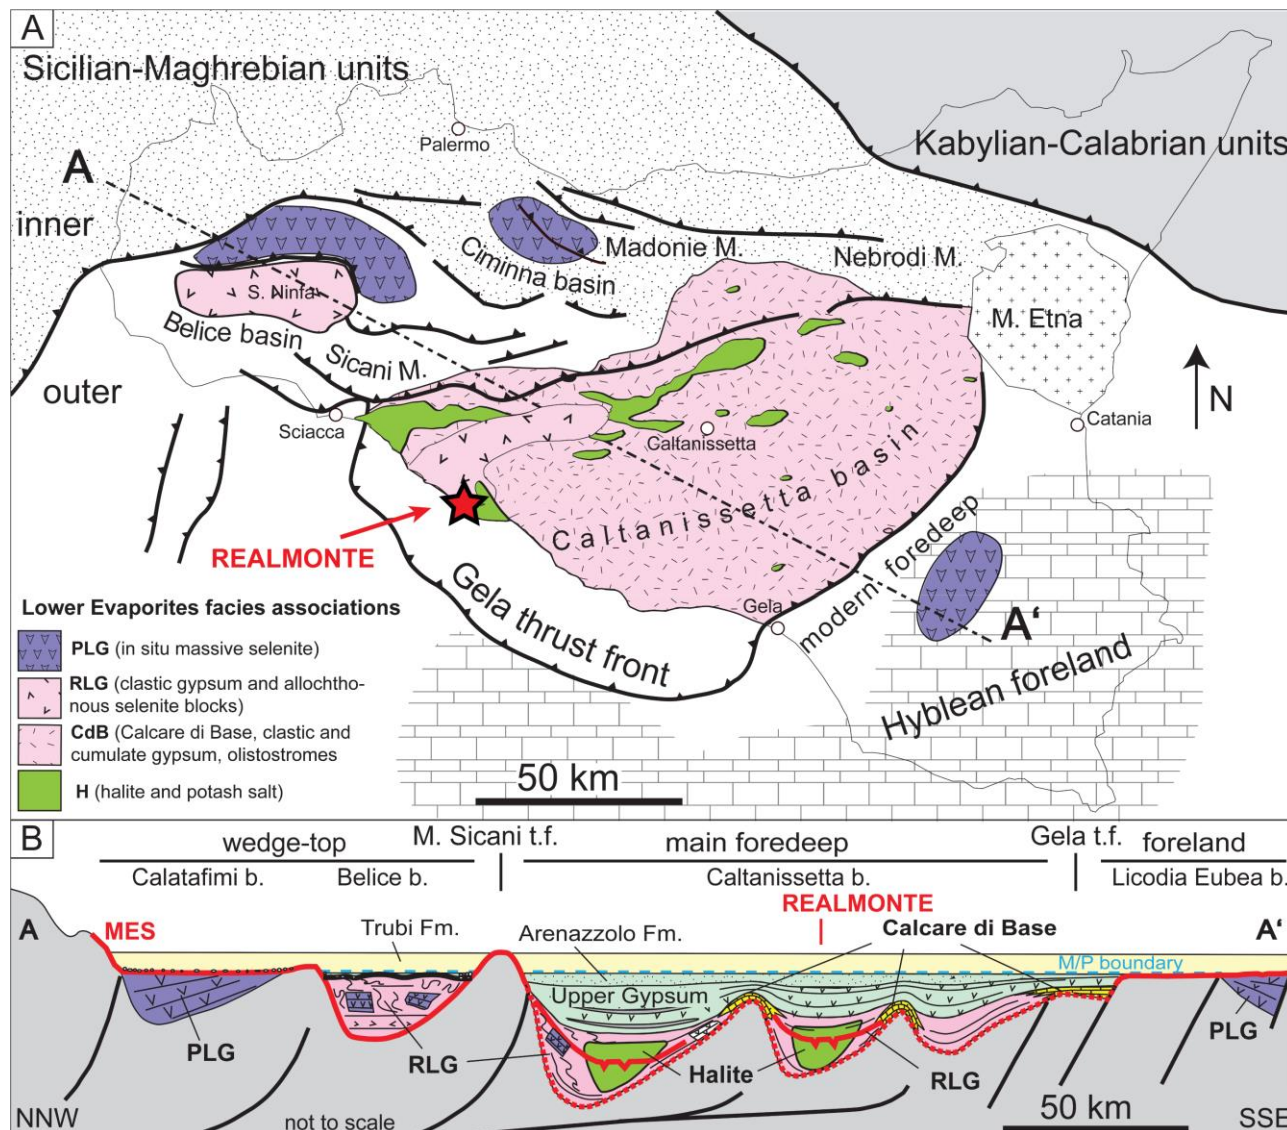 A
Sicilian-Maghrebian units
Kabylian-Calabrian units
Palermo
A
inner
Madonie M.
Nebrodi M.
Ciminna basin
S. Ninfa
M. Etna
Belice basin
Sicani M.
outer
N
Sciacca
Caltanissetta
Catania
Caltanissetta basin
REALMONTE
modern foredeep
Gela thrust front
Gela
A'
Hyblean foreland
Lower Evaporites facies associations
PLG (in situ massive selenite)
RLG (clastic gypsum and allochtho-
nous selenite blocks)
CdB (Calcare di Base, clastic and
cumulate gypsum, olistostromes
H (halite and potash salt)
50 km
B
wedge-top
M. Sicani t.f.
main foredeep
Gela t.f.
foreland
Calatafimi b.
Belice b.
Caltanissetta b.
Licodia Eubea b.
REALMONTE
A
MES
Trubi Fm.
Arenazzolo Fm.
Calcare di Base
A'
M/P boundary
Upper Gypsum
PLG
RLG
Halite
RLG
PLG
NNW
not to scale
50 km
SSE